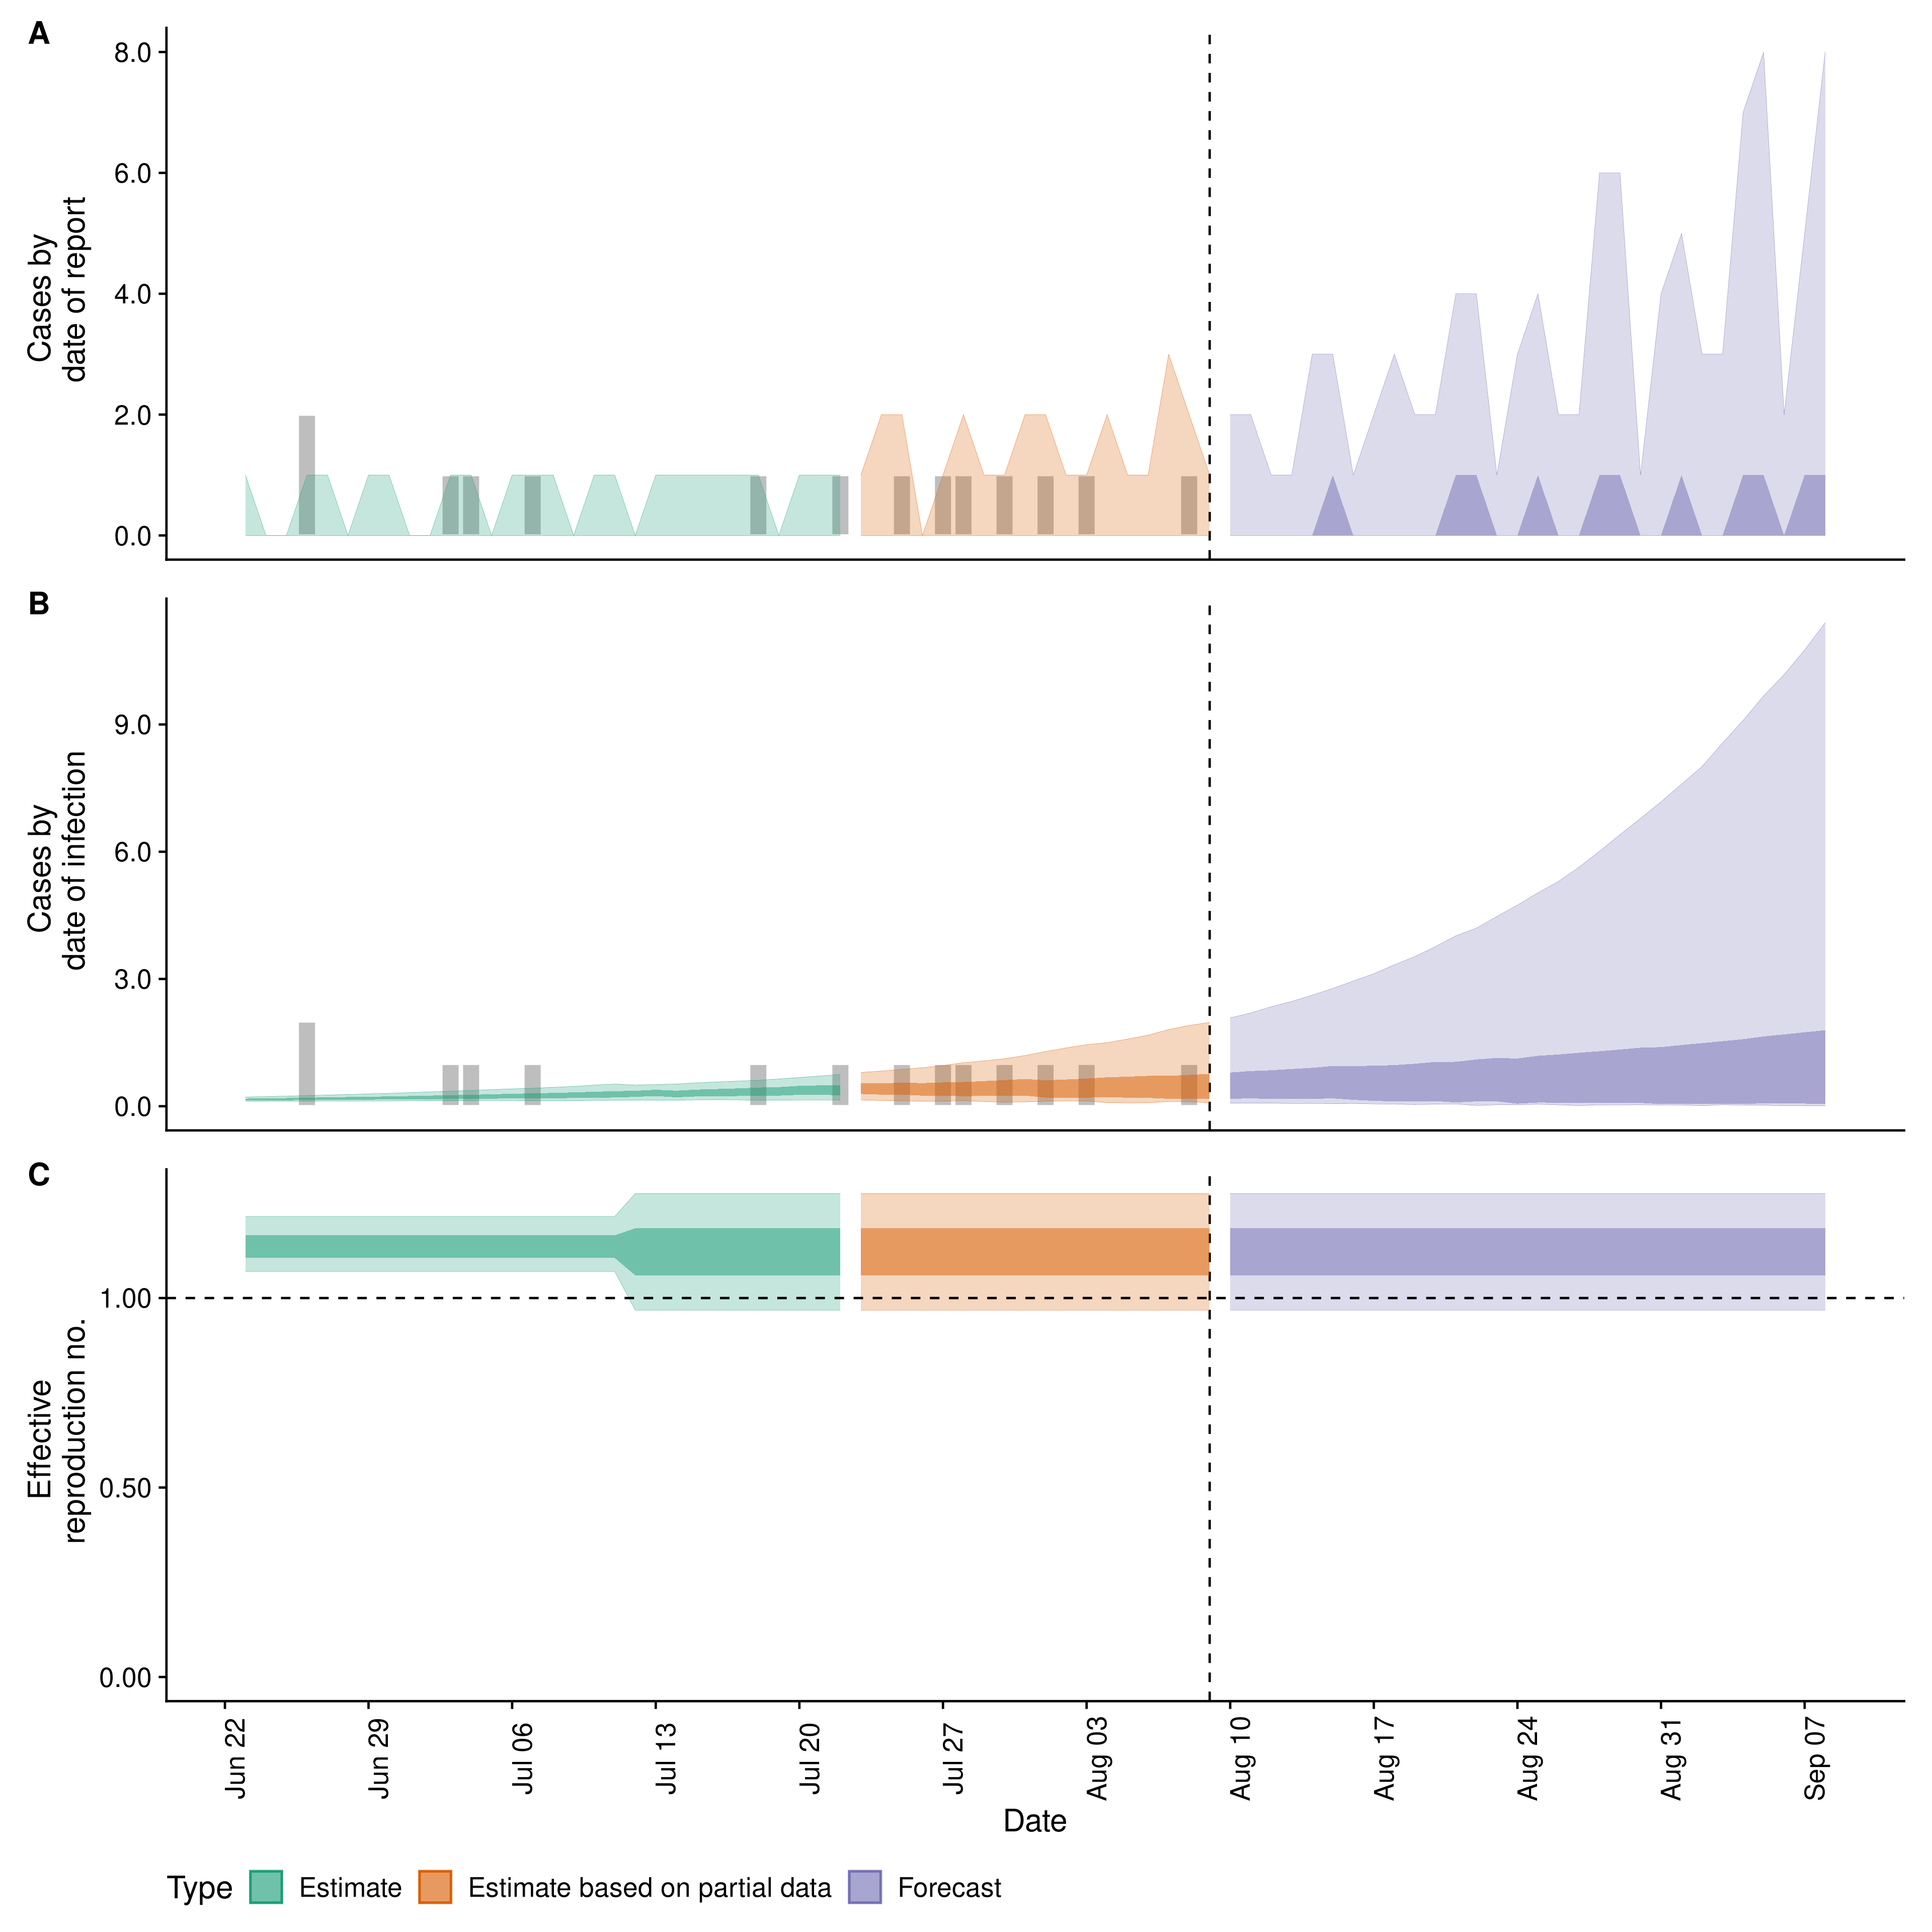 A
8.0
6.0
4.0
2.0
0.0
Cases by
date of report
B
9.0
6.0
3.0
0.0
Cases by
date of infection
C
1.00
0.50
0.00
Effective
reproduction no.
Jun 22
Jun 29
Jul 06
Jul 13
Jul 20
Jul 27
Aug 03
Aug 10
Aug 17
Aug 24
Aug 31
Sep 07
Date
Type Estimate Estimate based on partial data Forecast